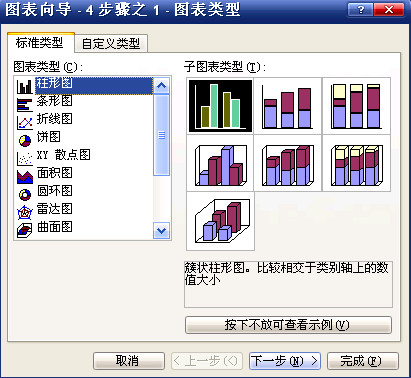 图表向导 - 4 步骤之 1 - 图表类型
标准类型 自定义类型
图表类型(C):
柱形图
条形图
折线图
饼图
XY 散点图
面积图
圆环图
雷达图
曲面图
子图表类型(T):
簇状柱形图。比较相交于类别轴上的数
值大小
按下不放可查看示例(V)
取消 < 上一步(K) 下一步(N) > 完成(F)